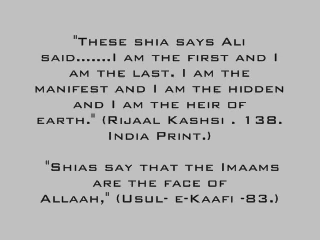 "These shia says Ali
said.......I am the first and I
am the last. I am the
manifest and I am the hidden
and I am the heir of
earth." (Rijaal Kashsi . 138.
India Print.)
"Shias say that the Imaams
are the face of
Allaah," (Usul- e-Kaafi -83.)